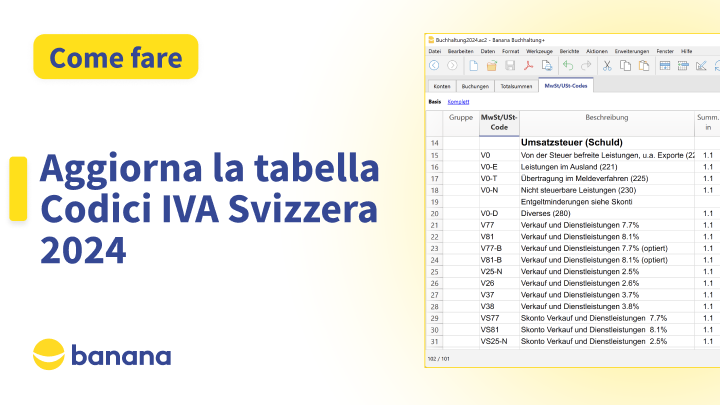 Come fare
Aggiorna la tabella
Codici IVA Svizzera
2024
banana
Buchhaltung2024.ac2 - Banana Buchhaltung+
Datei Bearbeiten Daten Format Werkzeuge Berichte Aktionen Erweiterungen Fenster Hilfe
Konten Buchungen Totalsummen MwSt/USt-Codes
Basis Komplett
Gruppe MwSt/USt-Code Beschreibung Summ. in
14 Umsatzsteuer (Schuld)
15 V0 Von der Steuer befreite Leistungen, u.a. Exporte (22 1.1
16 V0-E Leistungen im Ausland (221) 1.1
17 V0-T Übertragung im Meldeverfahren (225) 1.1
18 V0-N Nicht steuerbare Leistungen (230) 1.1
19 Entgeltminderungen siehe Skonti
20 V0-D Diverses (280) 1.1
21 V77 Verkauf und Dienstleistungen 7.7% 1.1
22 V81 Verkauf und Dienstleistungen 8.1% 1.1
23 V77-B Verkauf und Dienstleistungen 7.7% (optiert) 1.1
24 V81-B Verkauf und Dienstleistungen 8.1% (optiert) 1.1
25 V25-N Verkauf und Dienstleistungen 2.5% 1.1
26 V26 Verkauf und Dienstleistungen 2.6% 1.1
27 V37 Verkauf und Dienstleistungen 3.7% 1.1
28 V38 Verkauf und Dienstleistungen 3.8% 1.1
29 VS77 Skonto Verkauf und Dienstleistungen 7.7% 1.1
30 VS81 Skonto Verkauf und Dienstleistungen 8.1% 1.1
31 VS25-N Skonto Verkauf und Dienstleistungen 2.5% 1.1
102 / 101